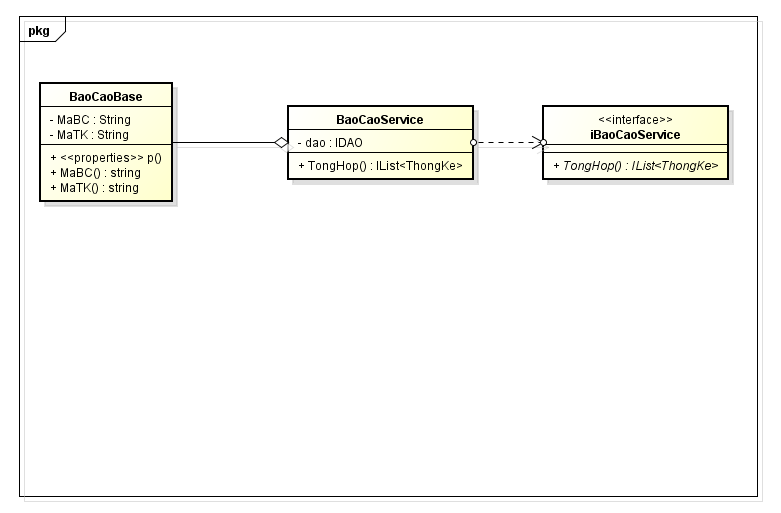 pkg
BaoCaoBase
- MaBC : String
- MaTK : String
+ <<properties>> p()
+ MaBC() : string
+ MaTK() : string
BaoCaoService
- dao : IDAO
+ TongHop() : IList<ThongKe>
<<interface>>
iBaoCaoService
+ TongHop() : IList<ThongKe>